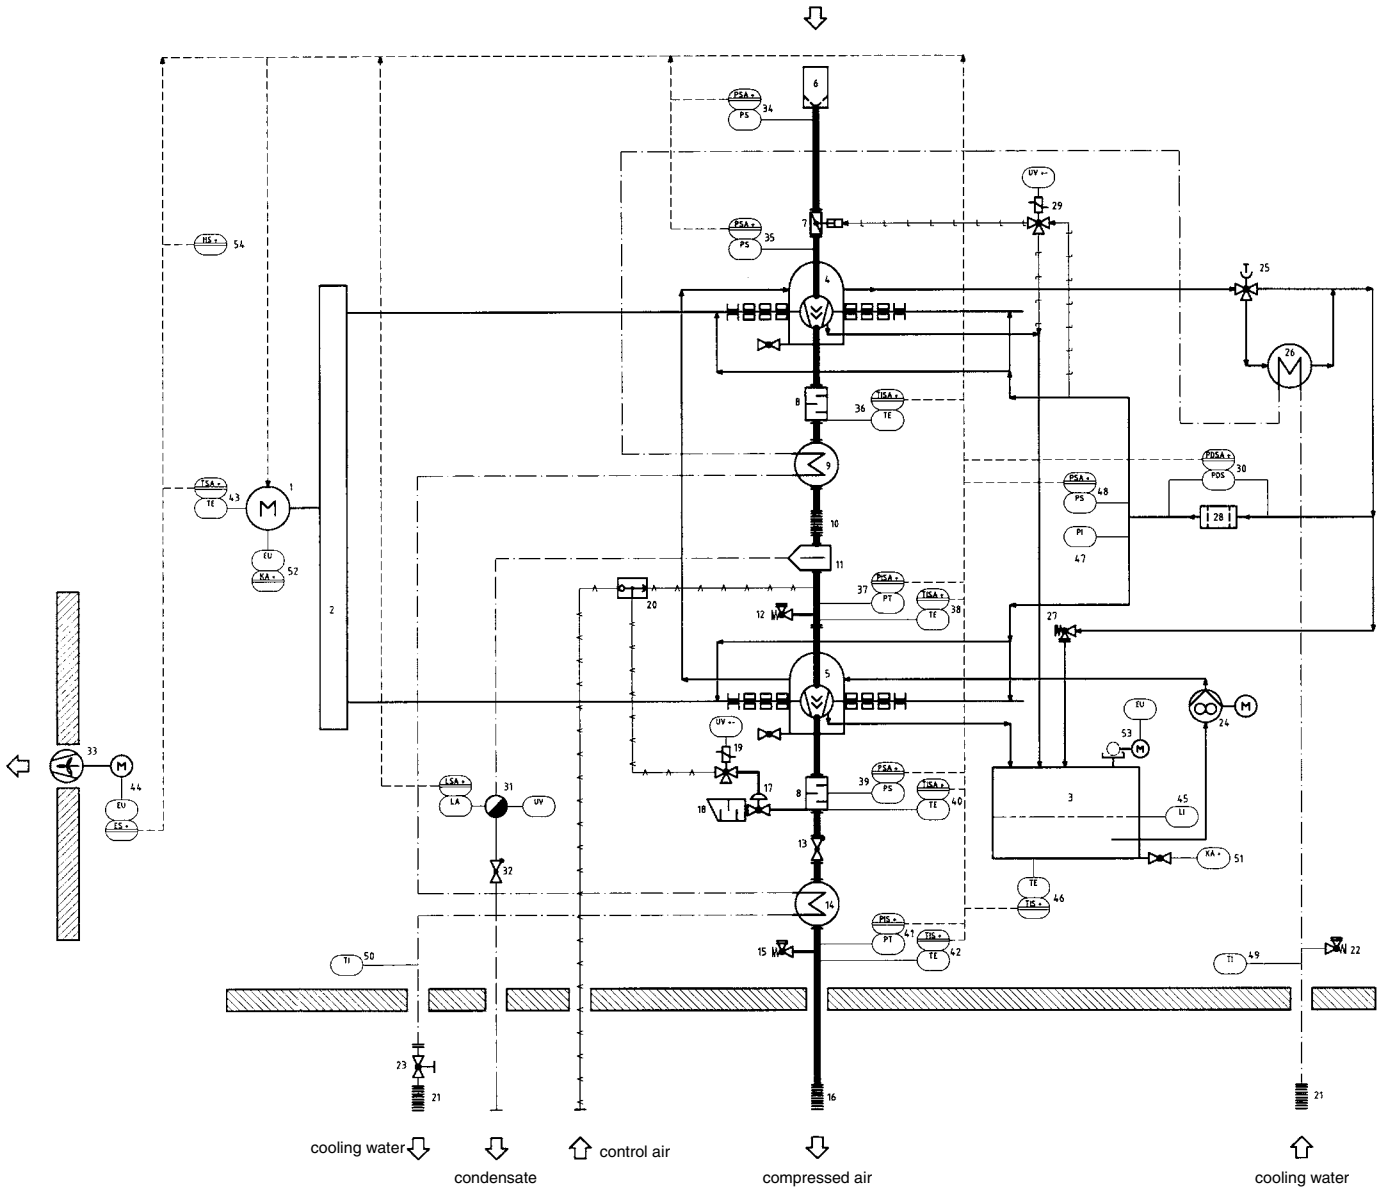 6
PSA +
34
PS
UV +-
29
7
PSA +
35
PS
HS +
54
25
4
26
8
TISA +
36
TE
PDSA +
30
PDS
9
TSA +
43
TE
1
M
PSA +
48
PS
28
10
PI
47
EU
52
KA +
11
2
20
37
PISA +
PT
TISA +
38
TE
12
27
5
UV +-
19
EU
53
M
24
M
33
M
44
EU
ES +
LSA +
31
LA
UV
39
PSA +
PS
TISA +
40
TE
17
18
8
3
45
LI
13
32
KA +
51
TE
46
TIS +
14
PIS +
41
PT
TIS +
42
TE
15
TI
50
TI
49
22
23
21
16
21
cooling water
condensate
control air
compressed air
cooling water